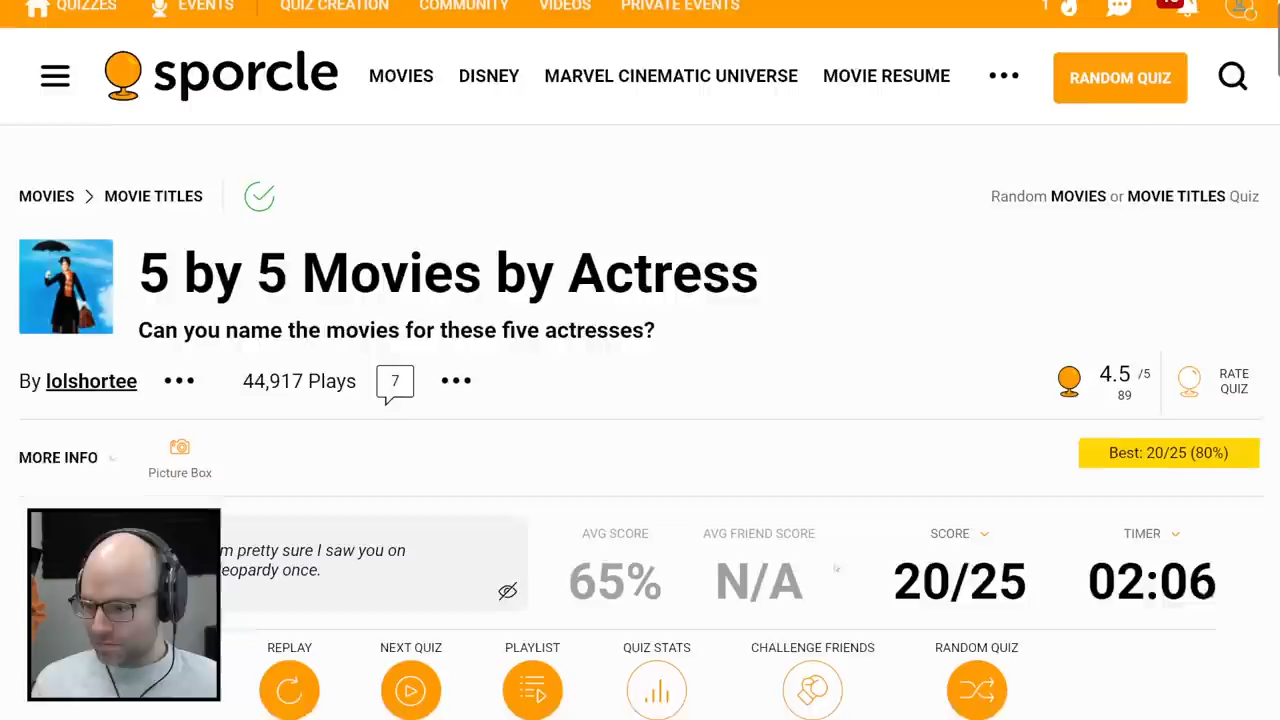 QUIZZES EVENTS QUIZ CREATION COMMUNITY VIDEOS PRIVATE EVENTS 1
sporcle MOVIES DISNEY MARVEL CINEMATIC UNIVERSE MOVIE RESUME ••• RANDOM QUIZ
MOVIES > MOVIE TITLES Random MOVIES or MOVIE TITLES Quiz
5 by 5 Movies by Actress
Can you name the movies for these five actresses?
By lolshortee ••• 44,917 Plays 7 •••
4.5 /5
89
RATE
QUIZ
MORE INFO
Picture Box
Best: 20/25 (80%)
m pretty sure I saw you on
eopardy once.
AVG SCORE AVG FRIEND SCORE SCORE TIMER
65% N/A 20/25 02:06
REPLAY NEXT QUIZ PLAYLIST QUIZ STATS CHALLENGE FRIENDS RANDOM QUIZ